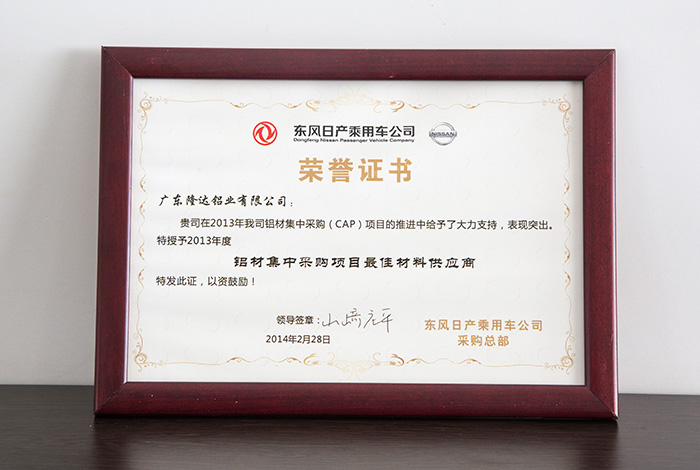 东风日产乘用车公司
Dongfeng Nissan Passenger Vehicle Company
NISSAN
荣誉证书
广东隆达铝业有限公司：
贵司在2013年我司铝材集中采购（CAP）项目的推进中给予了大力支持，表现突出。
特授予2013年度
铝材集中采购项目最佳材料供应商
特发此证，以资鼓励！
领导签章：山崎庄平
2014年2月28日
东风日产乘用车公司
采购总部